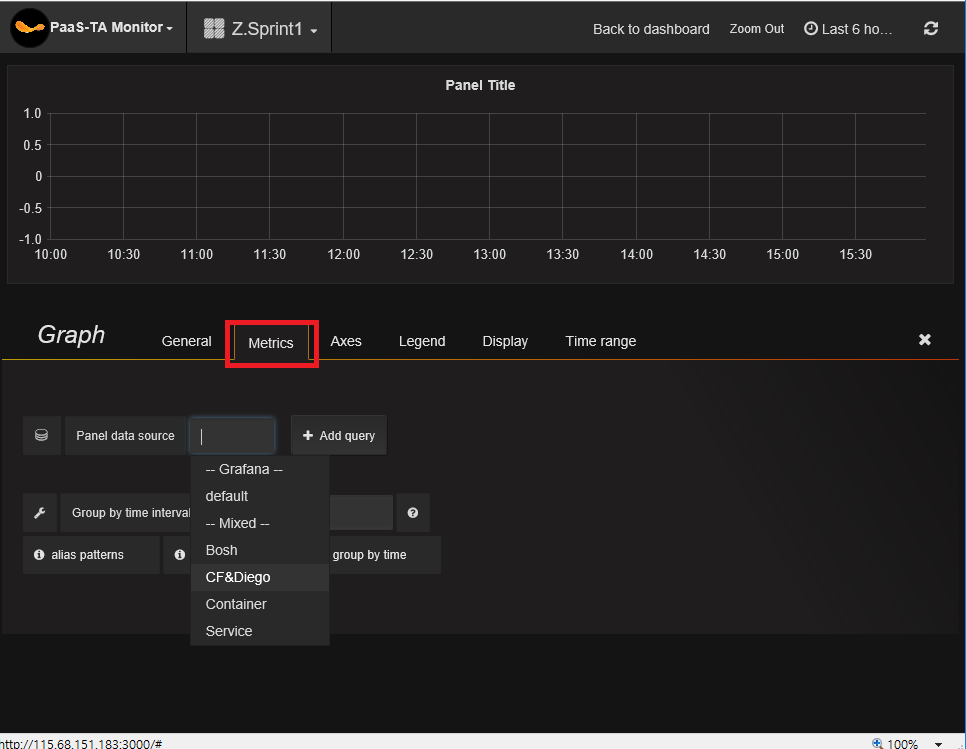 PaaS-TA Monitor
Z.Sprint1
Back to dashboard
Zoom Out
Last 6 ho...
Panel Title
1.0
0.5
0
-0.5
-1.0
10:00 10:30 11:00 11:30 12:00 12:30 13:00 13:30 14:00 14:30 15:00 15:30
Graph
General Metrics Axes Legend Display Time range
Panel data source
Add query
-- Grafana --
default
-- Mixed --
Bosh
CF&Diego
Container
Service
Group by time interval
alias patterns
group by time
http://115.68.151.183:3000/#
100%